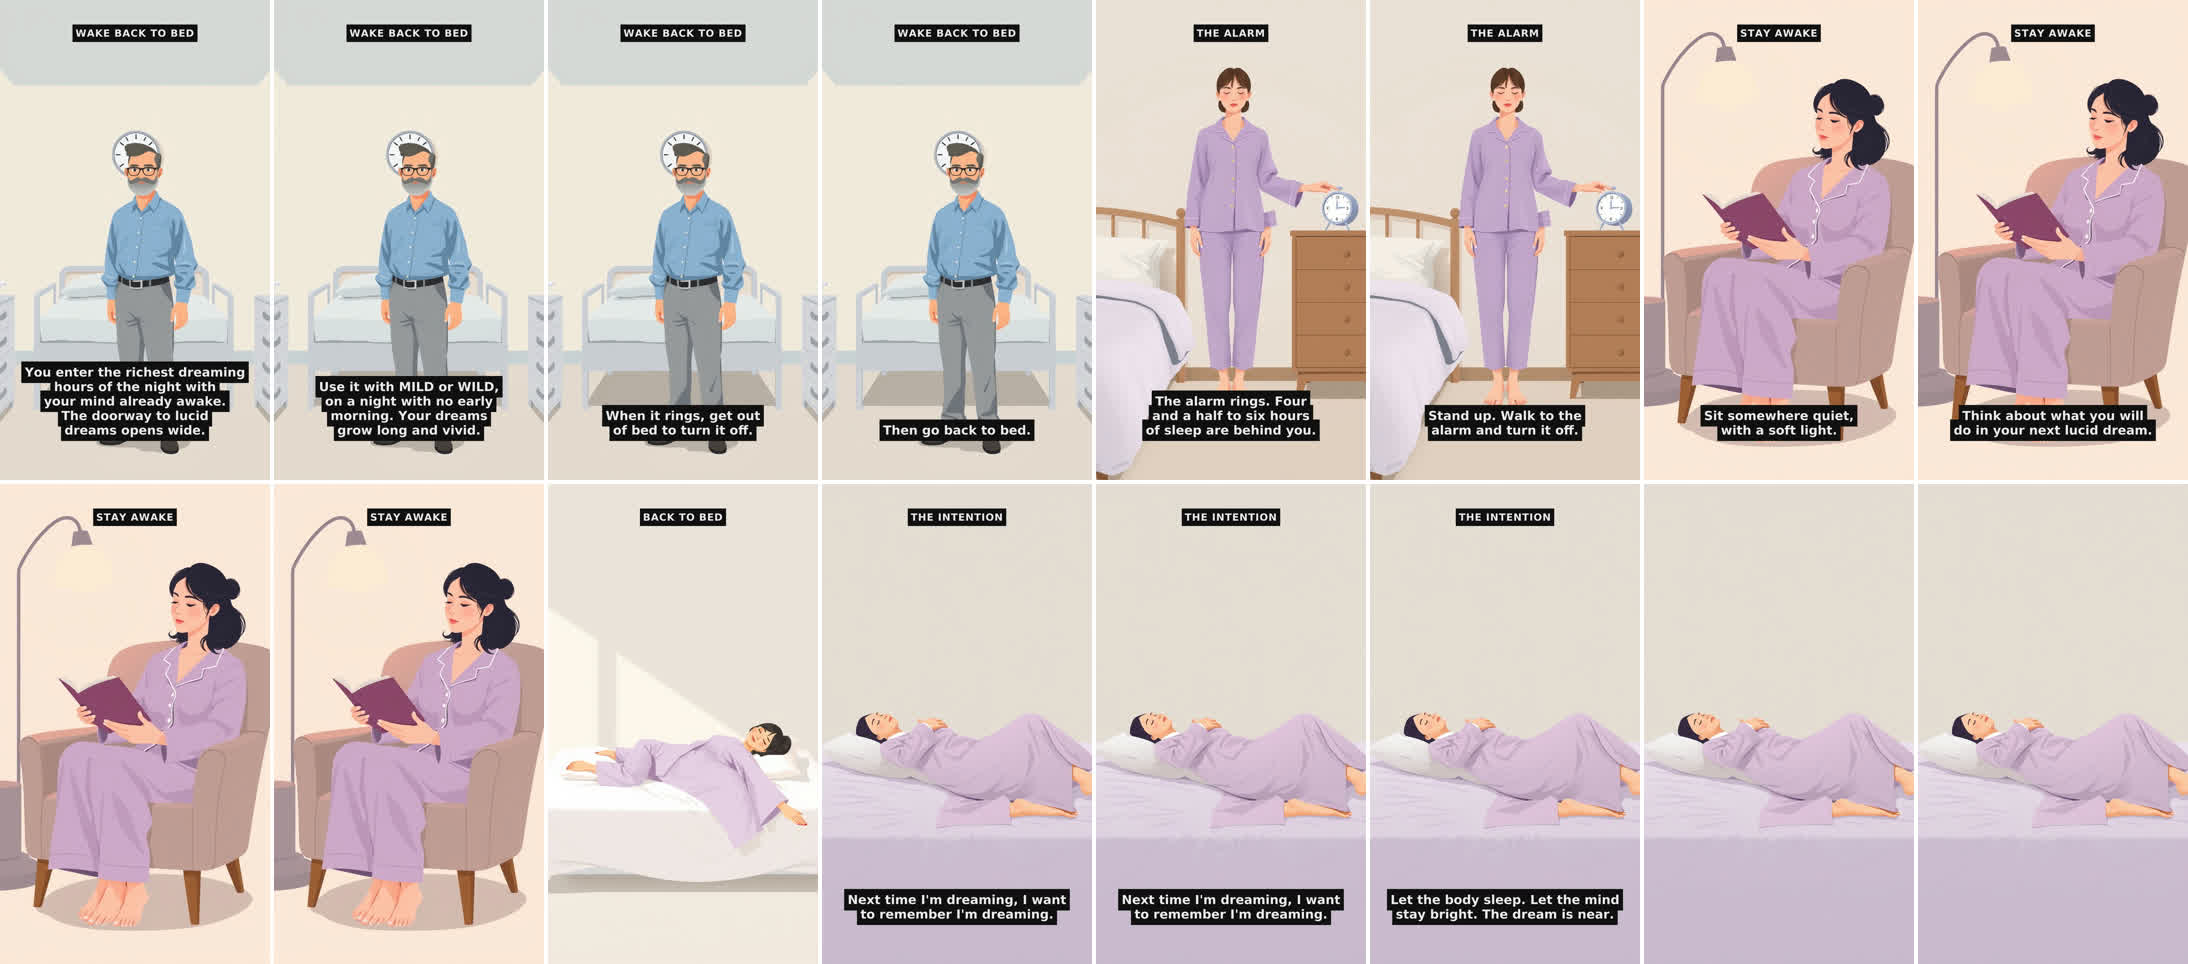 WAKE BACK TO BED
You enter the richest dreaming
hours of the night with
your mind already awake.
The doorway to lucid
dreams opens wide.
WAKE BACK TO BED
Use it with MILD or WILD,
on a night with no early
morning. Your dreams
grow long and vivid.
WAKE BACK TO BED
When it rings, get out
of bed to turn it off.
WAKE BACK TO BED
Then go back to bed.
THE ALARM
The alarm rings. Four
and a half to six hours
of sleep are behind you.
THE ALARM
Stand up. Walk to the
alarm and turn it off.
STAY AWAKE
Sit somewhere quiet,
with a soft light.
STAY AWAKE
Think about what you will
do in your next lucid dream.
STAY AWAKE
STAY AWAKE
BACK TO BED
THE INTENTION
Next time I'm dreaming, I want
to remember I'm dreaming.
THE INTENTION
Next time I'm dreaming, I want
to remember I'm dreaming.
THE INTENTION
Let the body sleep. Let the mind
stay bright. The dream is near.